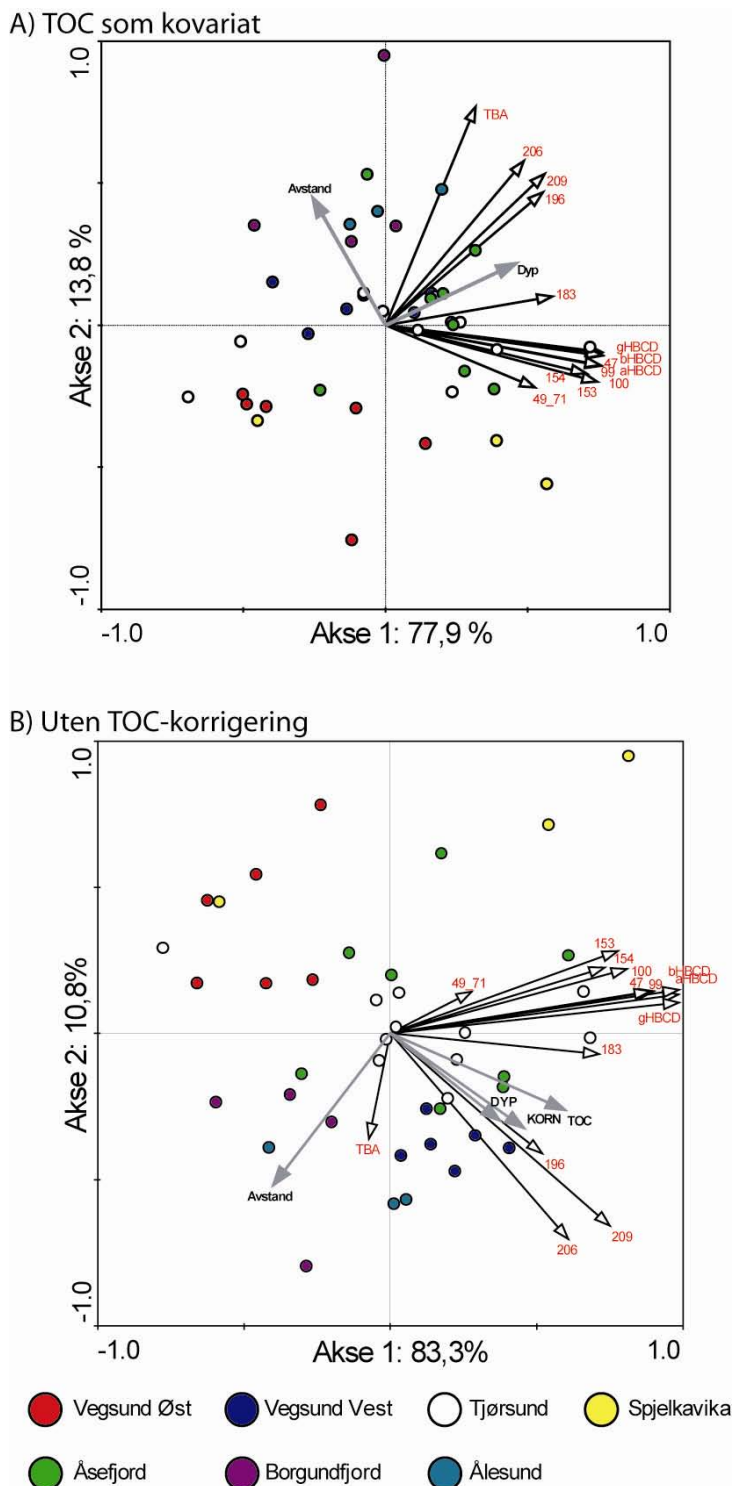 A) TOC som kovariat
1.0
TBA
206
209
196
Avstand
Dyp
183
Akse 2: 13,8 %
gHBCD
47 bHBCD
154 99 aHBCD
49_71 153 100
-1.0
-1.0 Akse 1: 77,9 % 1.0
B) Uten TOC-korrigering
1.0
153
154
100 bHBCD
49_71 47 99 aHBCD
gHBCD
183
Akse 2: 10,8%
DYP
KORN TOC
TBA
196
Avstand
209
206
-1.0
-1.0 Akse 1: 83,3% 1.0
Vegsund Øst Vegsund Vest Tjørsund Spjelkavika
Åsefjord Borgundfjord Ålesund